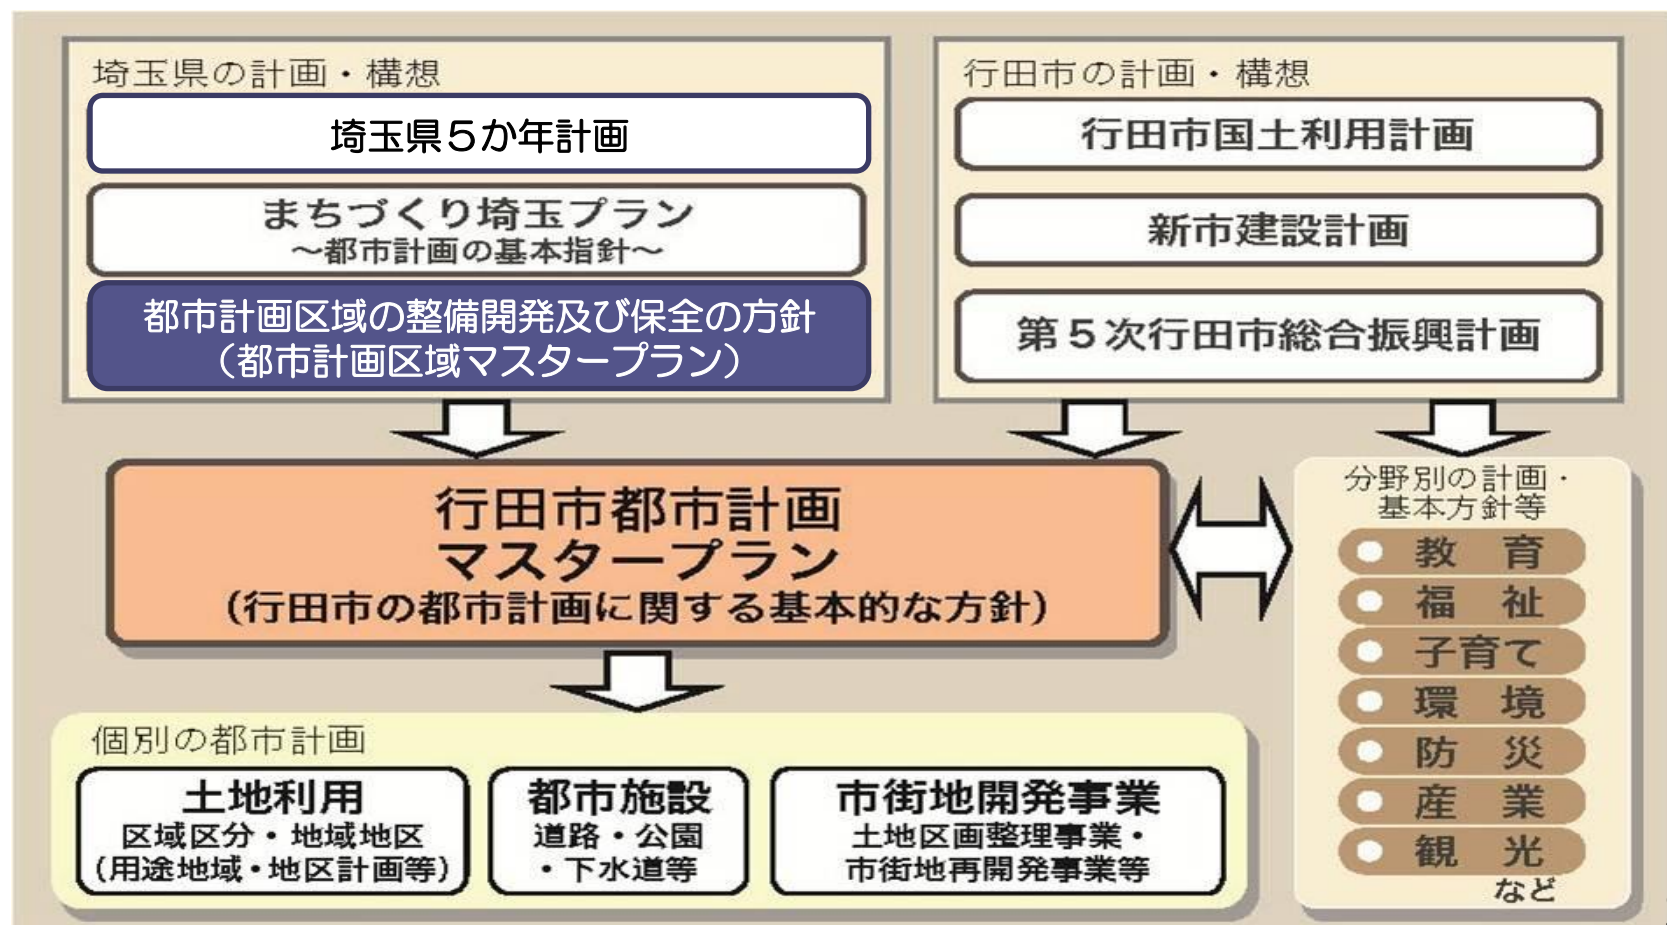 埼玉県の計画・構想
埼玉県５か年計画
まちづくり埼玉プラン
～都市計画の基本指針～
都市計画区域の整備開発及び保全の方針
（都市計画区域マスタープラン）
行田市の計画・構想
行田市国土利用計画
新市建設計画
第５次行田市総合振興計画
行田市都市計画
マスタープラン
（行田市の都市計画に関する基本的な方針）
分野別の計画・
基本方針等
教　育
福　祉
子育て
環　境
防　災
産　業
観　光
など
個別の都市計画
土地利用
区域区分・地域地区
（用途地域・地区計画等）
都市施設
道路・公園
・下水道等
市街地開発事業
土地区画整理事業・
市街地再開発事業等